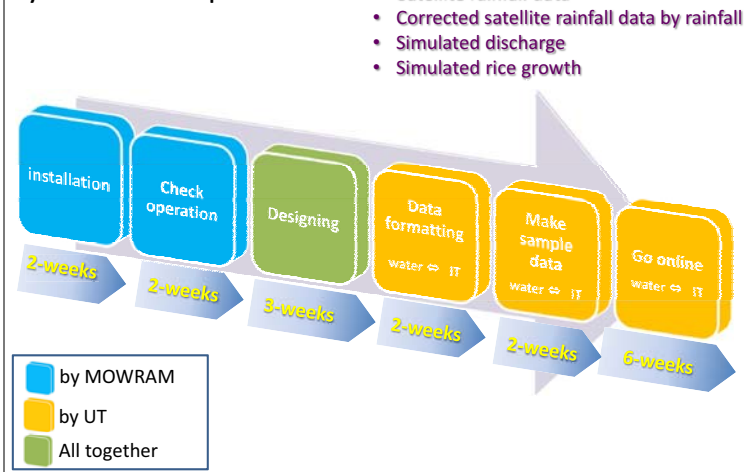 • Corrected satellite rainfall data by rainfall
• Simulated discharge
• Simulated rice growth
installation
Check
operation
Designing
Data
formatting
water ⇔ IT
Make
sample
data
water ⇔ IT
Go online
water ⇔ IT
2-weeks
2-weeks
3-weeks
2-weeks
2-weeks
6-weeks
by MOWRAM
by UT
All together